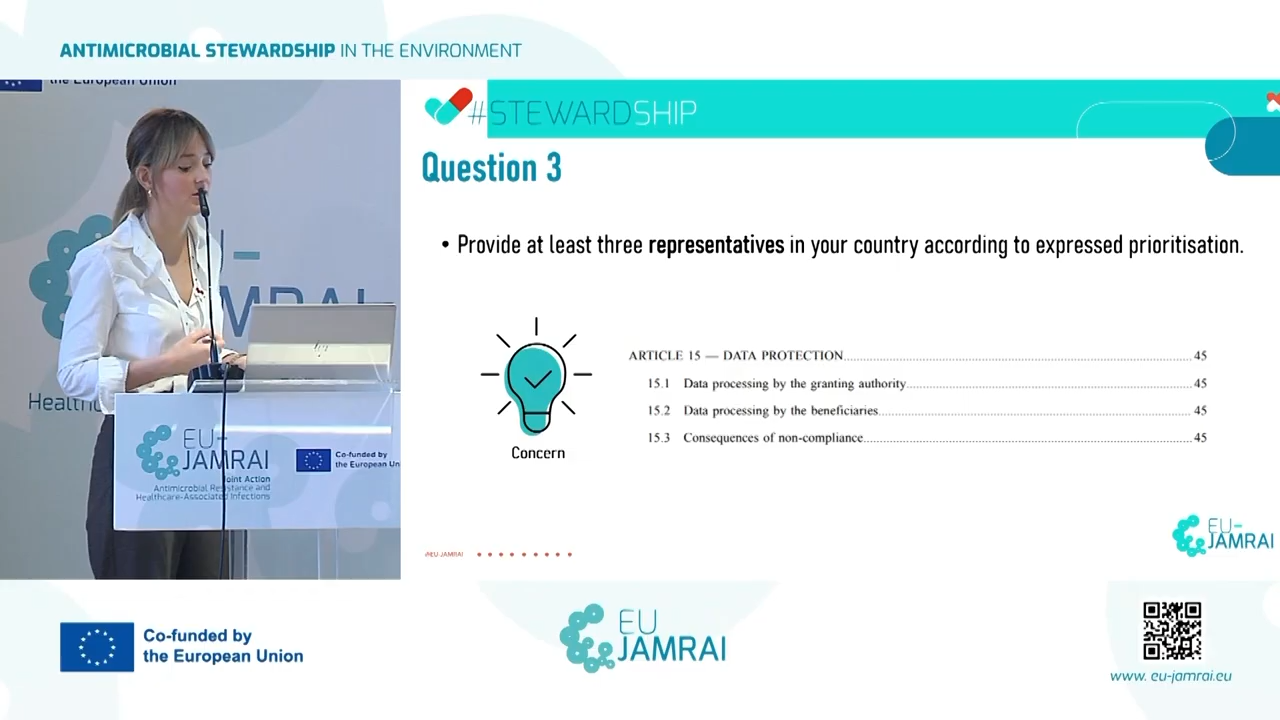 ANTIMICROBIAL STEWARDSHIP IN THE ENVIRONMENT
the European Union
#STEWARDSHIP
Question 3
• Provide at least three representatives in your country according to expressed prioritisation.
Concern
ARTICLE 15 — DATA PROTECTION 45
15.1 Data processing by the granting authority 45
15.2 Data processing by the beneficiaries 45
15.3 Consequences of non-compliance 45
#EU-JAMRAI
EU-
JAMRAI
EU-
JAMRAI
Joint Action
Antimicrobial Resistance and
Healthcare-Associated Infections
Co-funded by
the European Un
Co-funded by
the European Union
EU
JAMRAI
www. eu-jamrai.eu